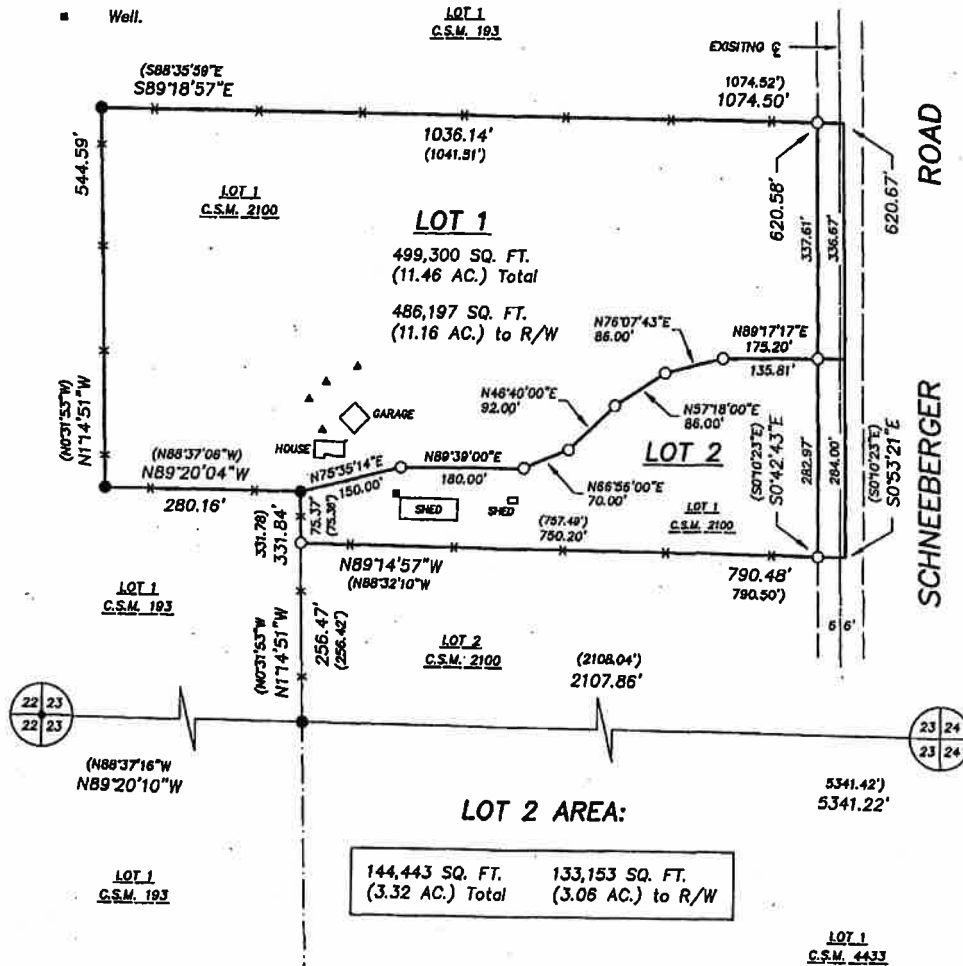 Well.
LOT 1
C.S.M. 193
EXISITNG ℄
(S88°35'59"E
S89°18'57"E
1074.52')
1074.50'
1036.14'
(1041.51')
544.59'
LOT 1
C.S.M. 2100
LOT 1
499,300 SQ. FT.
(11.46 AC.) Total
486,197 SQ. FT.
(11.16 AC.) to R/W
620.58'
337.61'
336.67'
620.67'
SCHNEEBERGER ROAD
N76°07'43"E
86.00'
N89°17'17"E
175.20'
135.81'
N46°40'00"E
92.00'
N57°18'00"E
86.00'
GARAGE
HOUSE
LOT 2
(N0°31'53"W)
N1°14'51"W
(N88°37'06"W)
N89°20'04"W
280.16'
N75°35'14"E
150.00'
N89°39'00"E
180.00'
N66°56'00"E
70.00'
282.97'
284.00'
(S0°10'23"E)
S0°42'43"E
(S0°10'23"E)
S0°53'21"E
LOT 1
C.S.M. 2100
SHED
SHED
75.37'
(75.36')
331.78)
331.84'
(757.49')
750.20'
N89°14'57"W
(N88°32'10"W
790.48'
790.50')
LOT 1
C.S.M. 193
(N0°31'53"W
N1°14'51"W
256.47'
(256.42')
66'
LOT 2
C.S.M. 2100
(2108.04')
2107.86'
22 23
22 23
23 24
23 24
(N88°37'16"W
N89°20'10"W
5341.42')
5341.22'
LOT 2 AREA:
144,443 SQ. FT.
(3.32 AC.) Total
133,153 SQ. FT.
(3.06 AC.) to R/W
LOT 1
C.S.M. 193
LOT 1
C.S.M. 4433